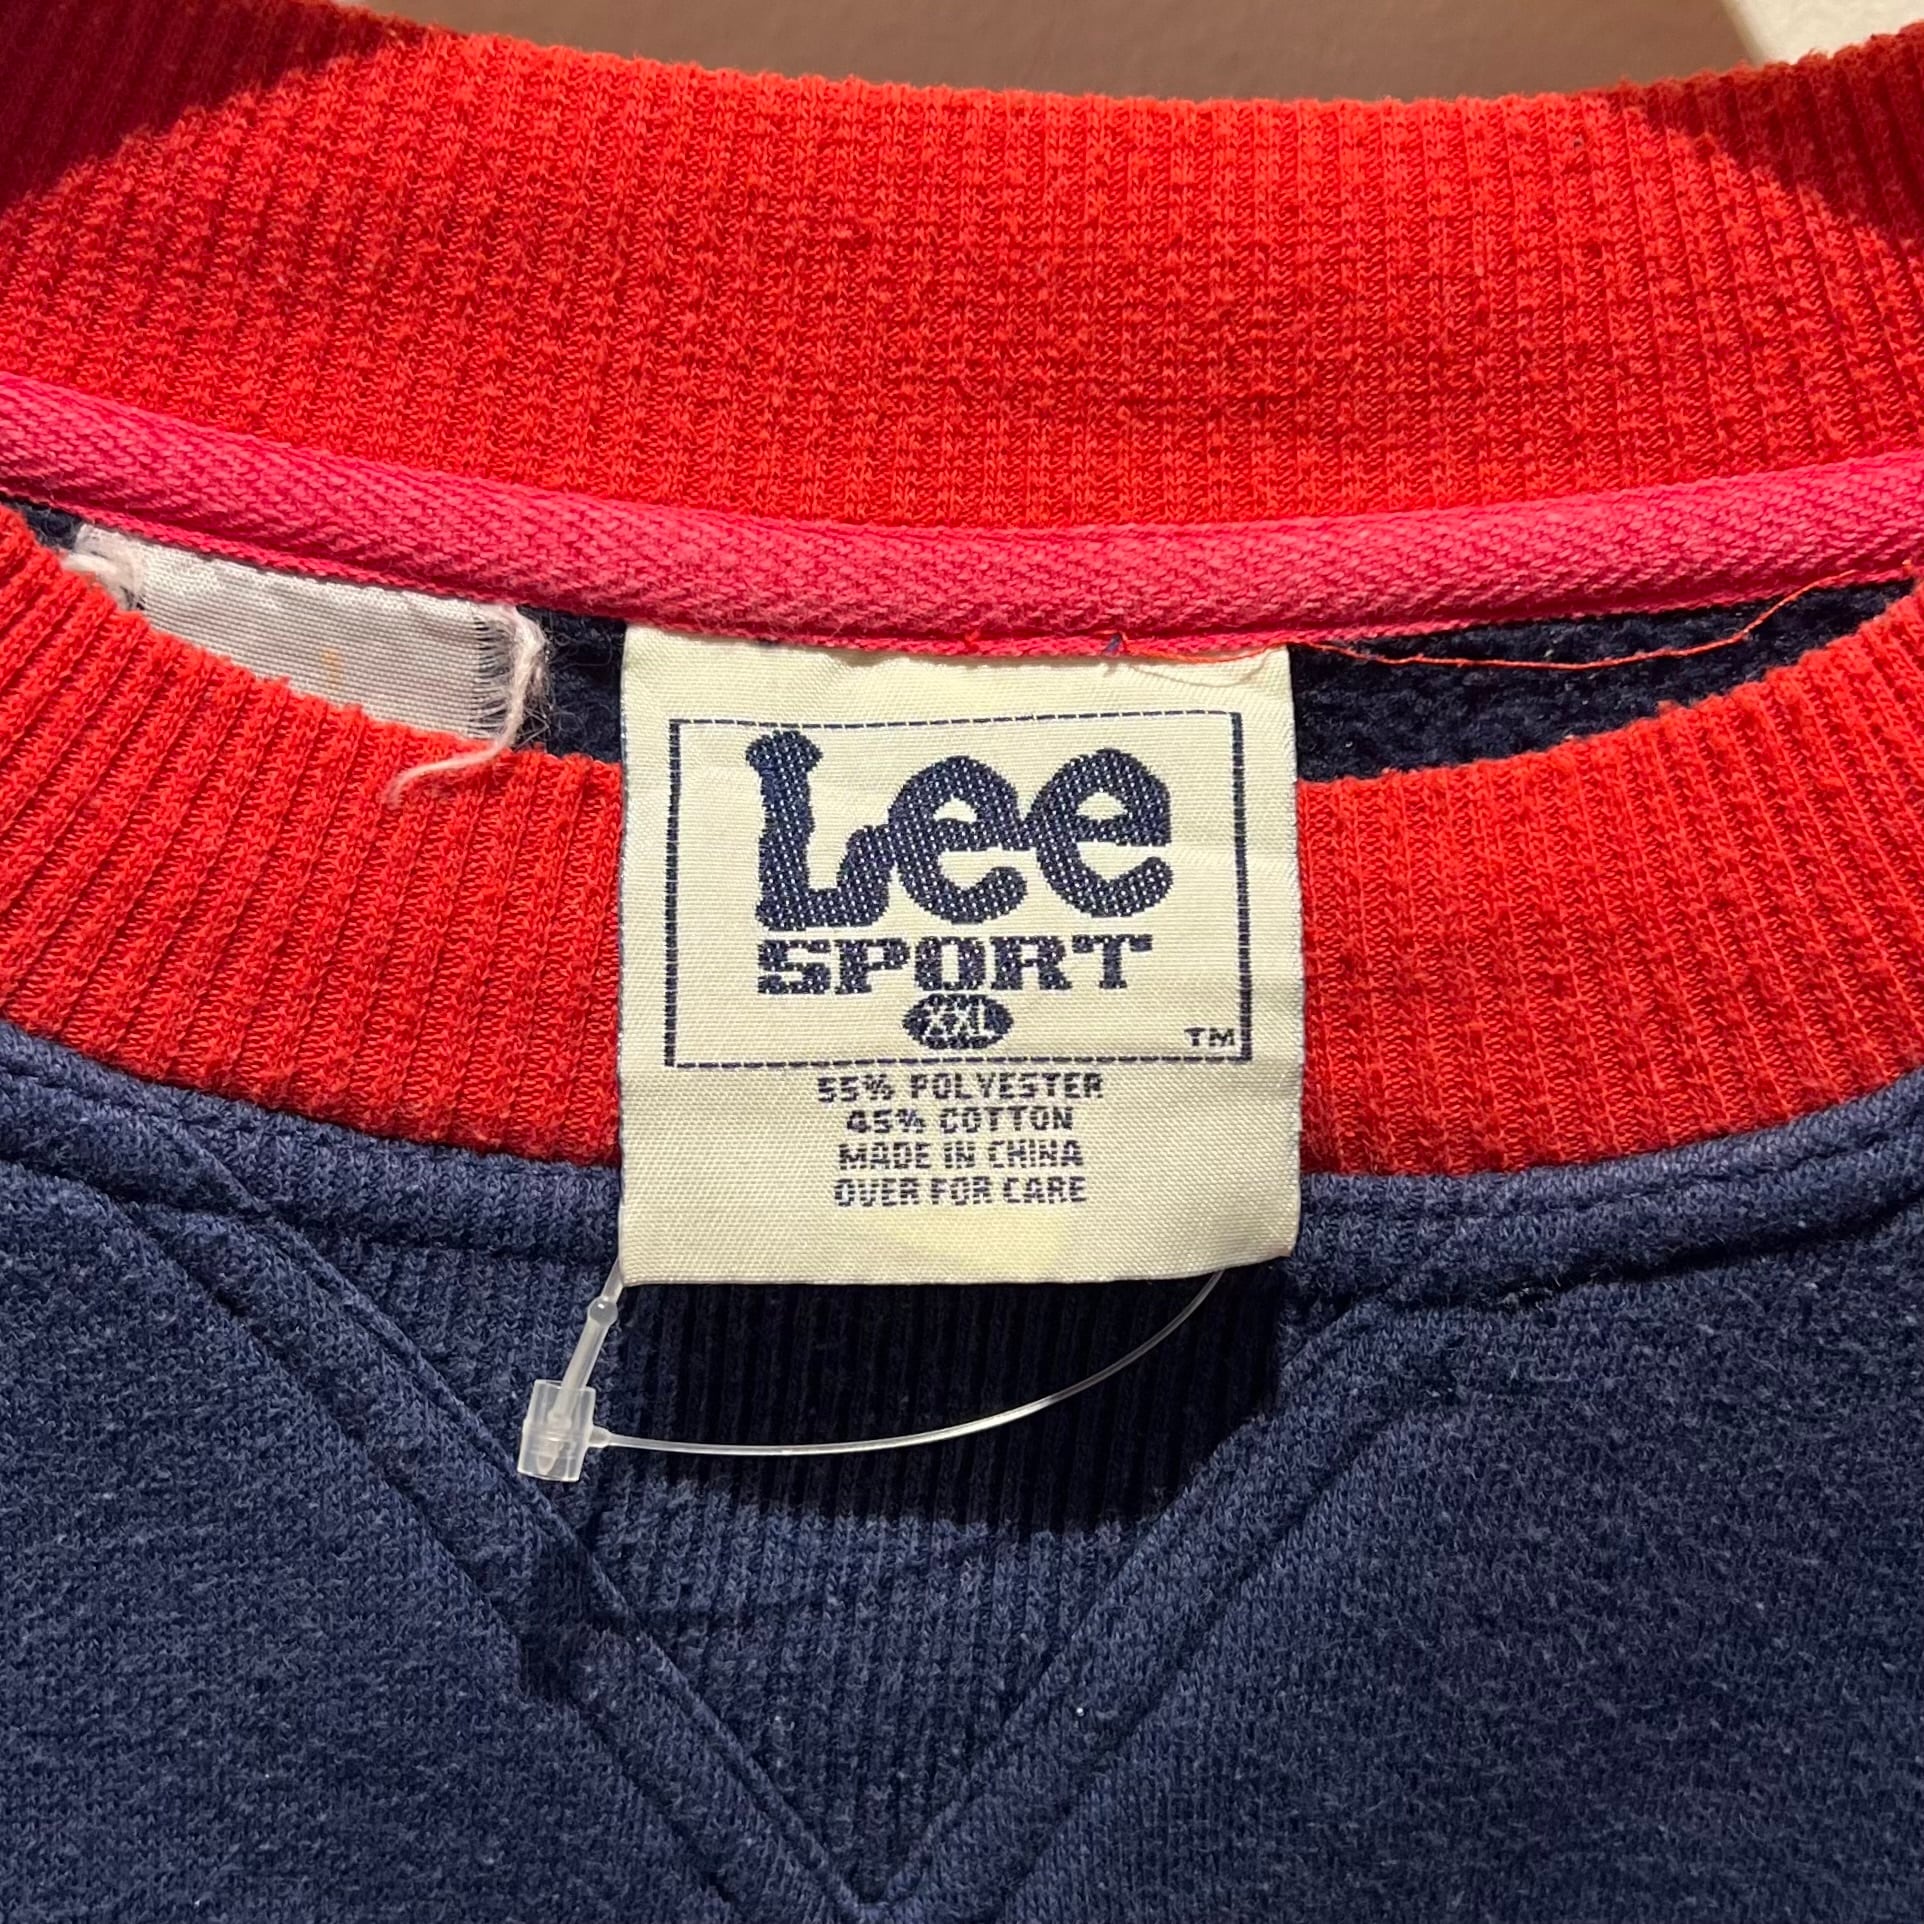 Lee
SPORT
XXL
TM
55% POLYESTER
45% COTTON
MADE IN CHINA
OVER FOR CARE